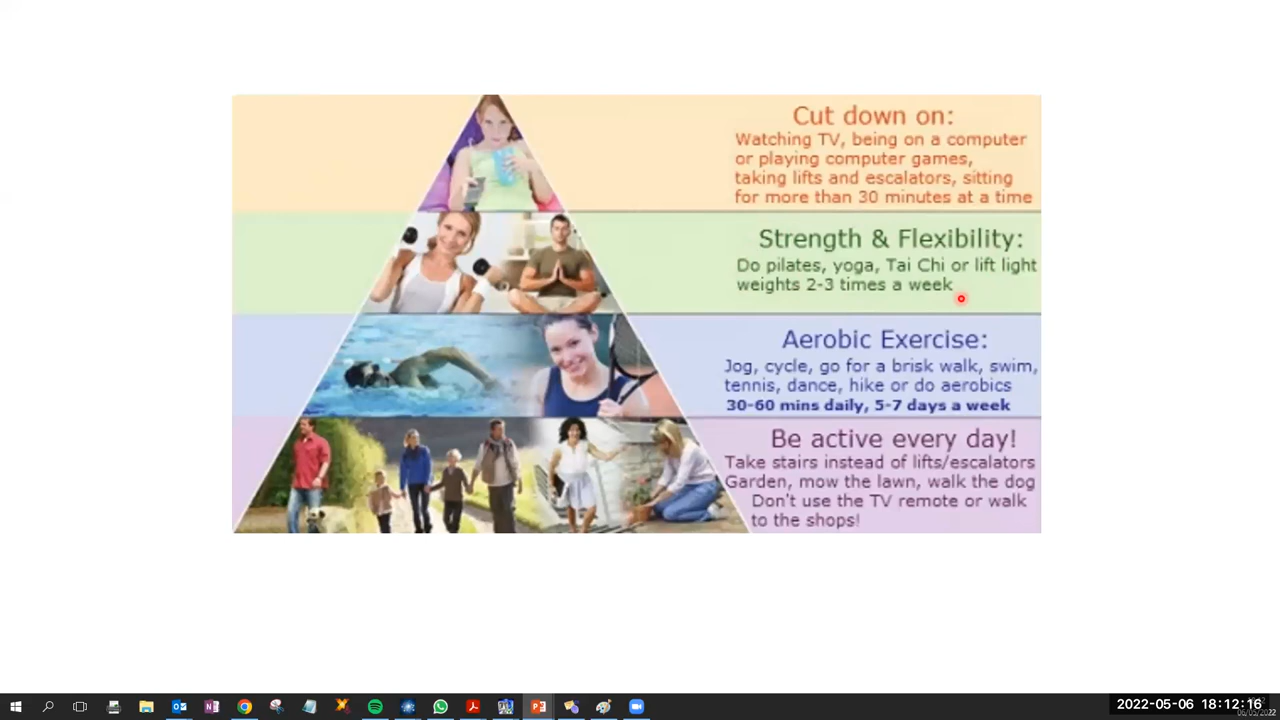 Cut down on:
Watching TV, being on a computer
or playing computer games,
taking lifts and escalators, sitting
for more than 30 minutes at a time
Strength & Flexibility:
Do pilates, yoga, Tai Chi or lift light
weights 2-3 times a week
Aerobic Exercise:
Jog, cycle, go for a brisk walk, swim,
tennis, dance, hike or do aerobics
30-60 mins daily, 5-7 days a week
Be active every day!
Take stairs instead of lifts/escalators
Garden, mow the lawn, walk the dog
Don't use the TV remote or walk
to the shops!
2022-05-06 18:12:16